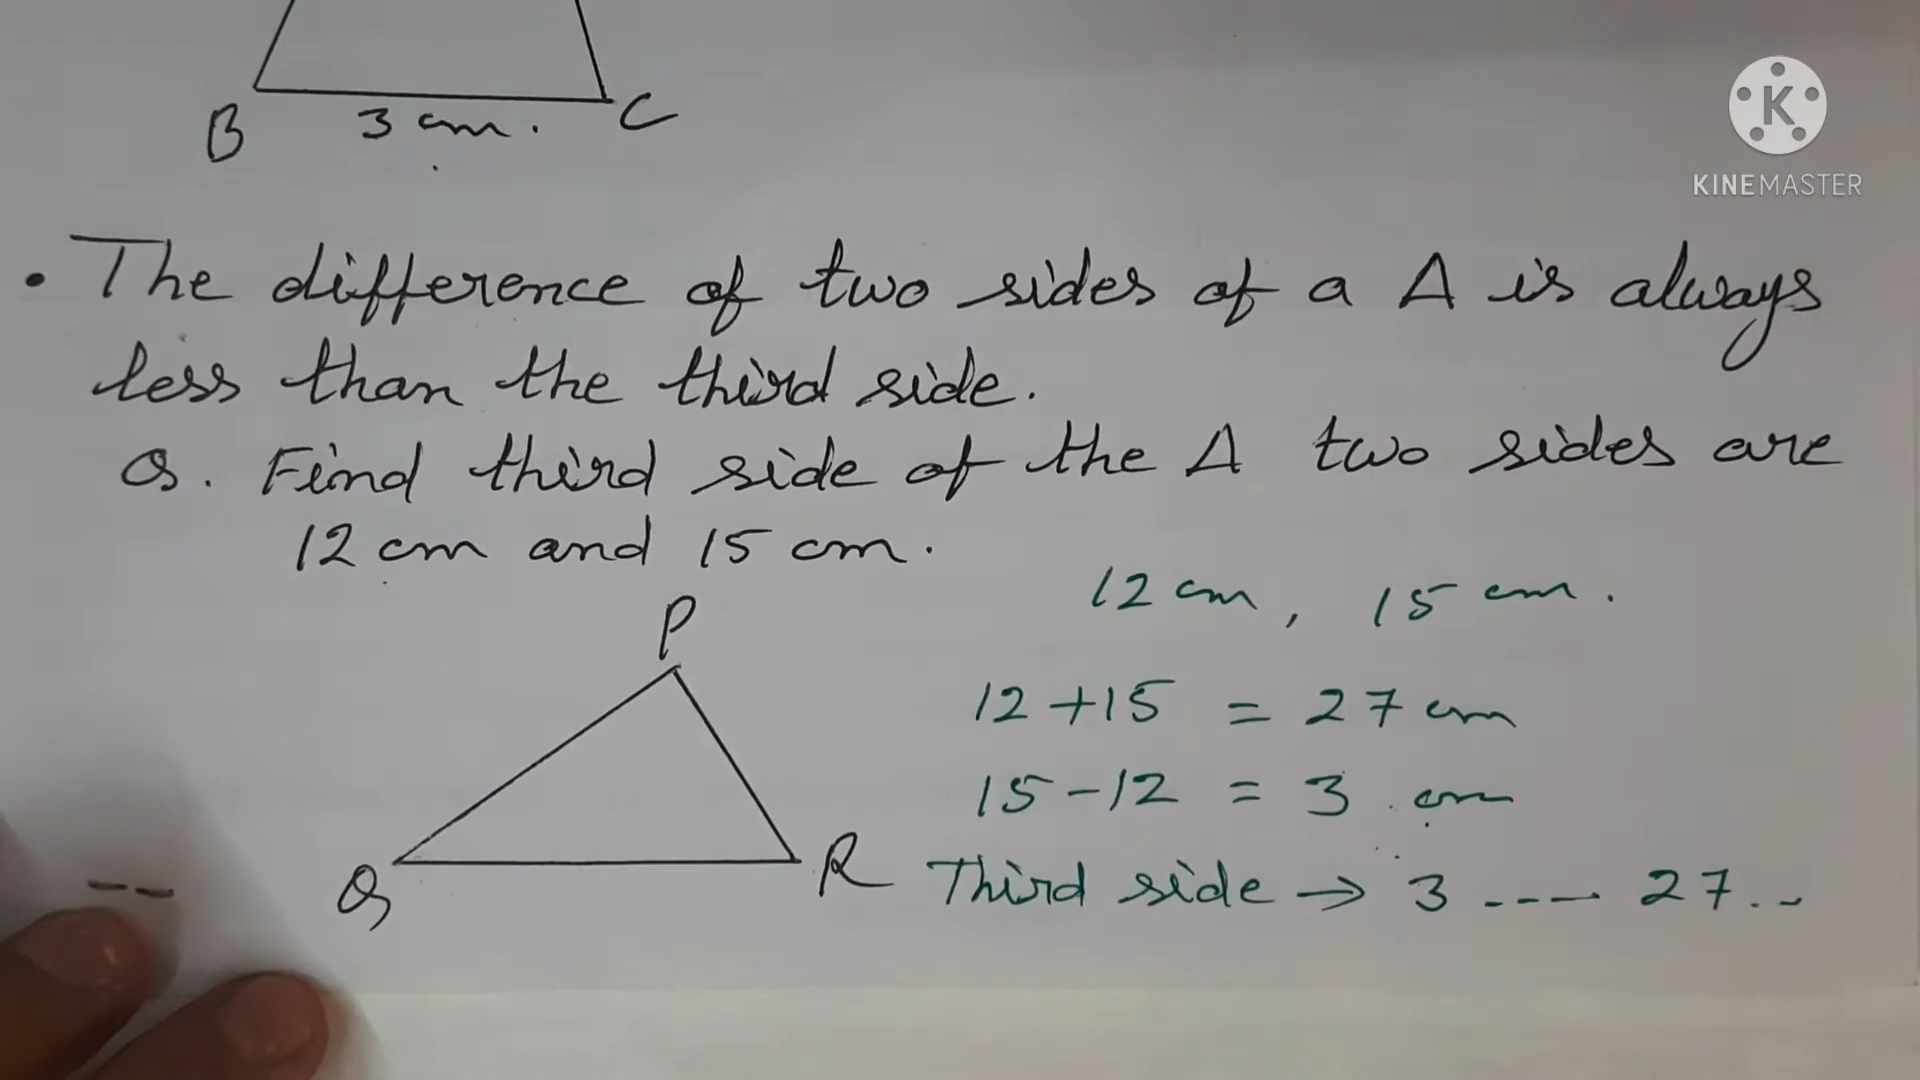 B 3 cm. C
K
KINEMASTER
• The difference of two sides of a Δ is always
less than the third side.
Q. Find third side of the Δ two sides are
12 cm and 15 cm.
12 cm, 15 cm.
P
12+15 = 27 cm
15-12 = 3 cm
Q R
Third side → 3 ---- 27..